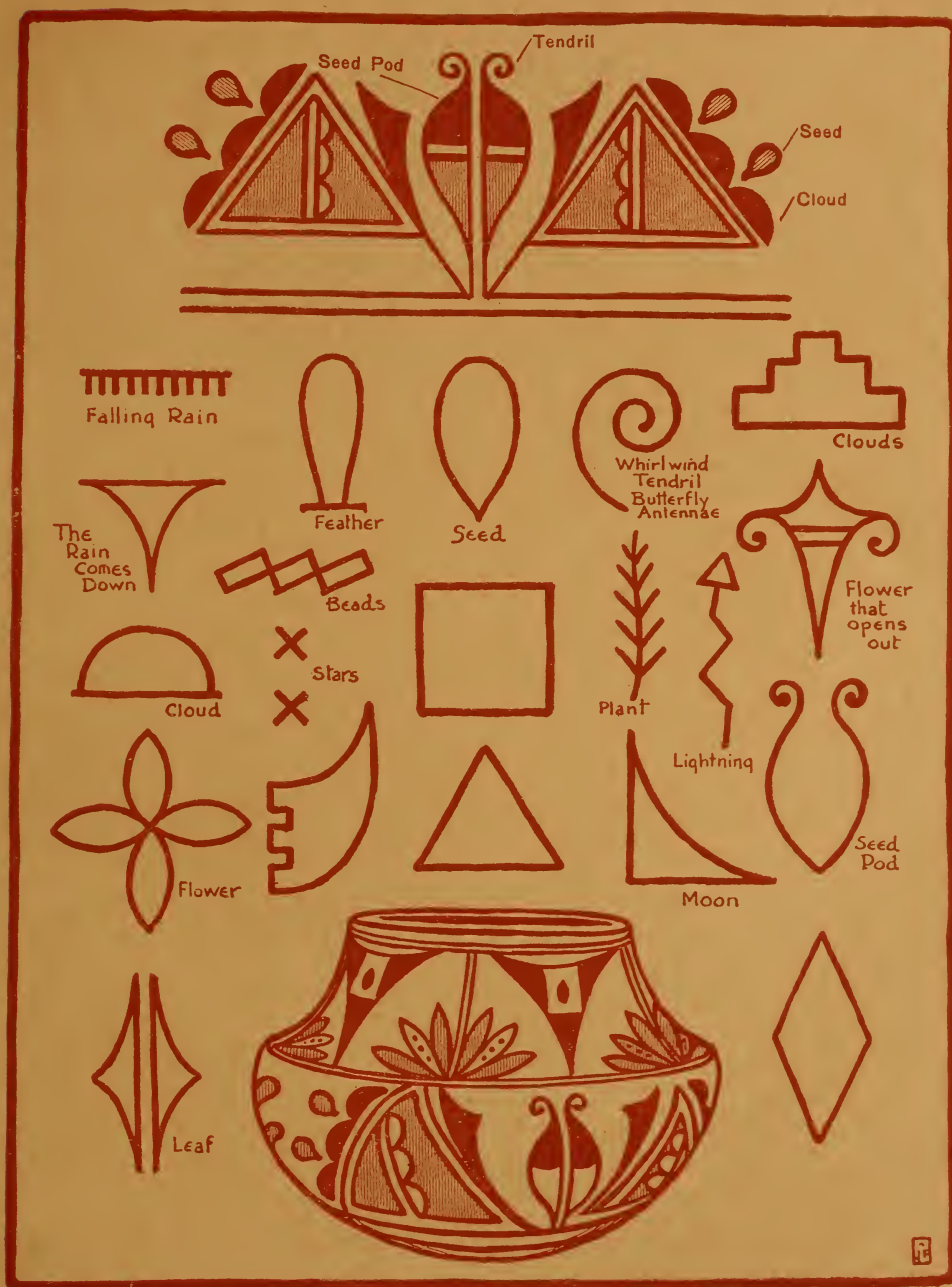 Tendril
Seed Pod
Seed
Cloud
Falling Rain
Feather
Seed
Whirlwind
Tendril
Butterfly
Antennae
Clouds
The
Rain
Comes
Down
Beads
Flower
that
opens
out
Cloud
Stars
Plant
Lightning
Flower
Moon
Seed
Pod
Leaf